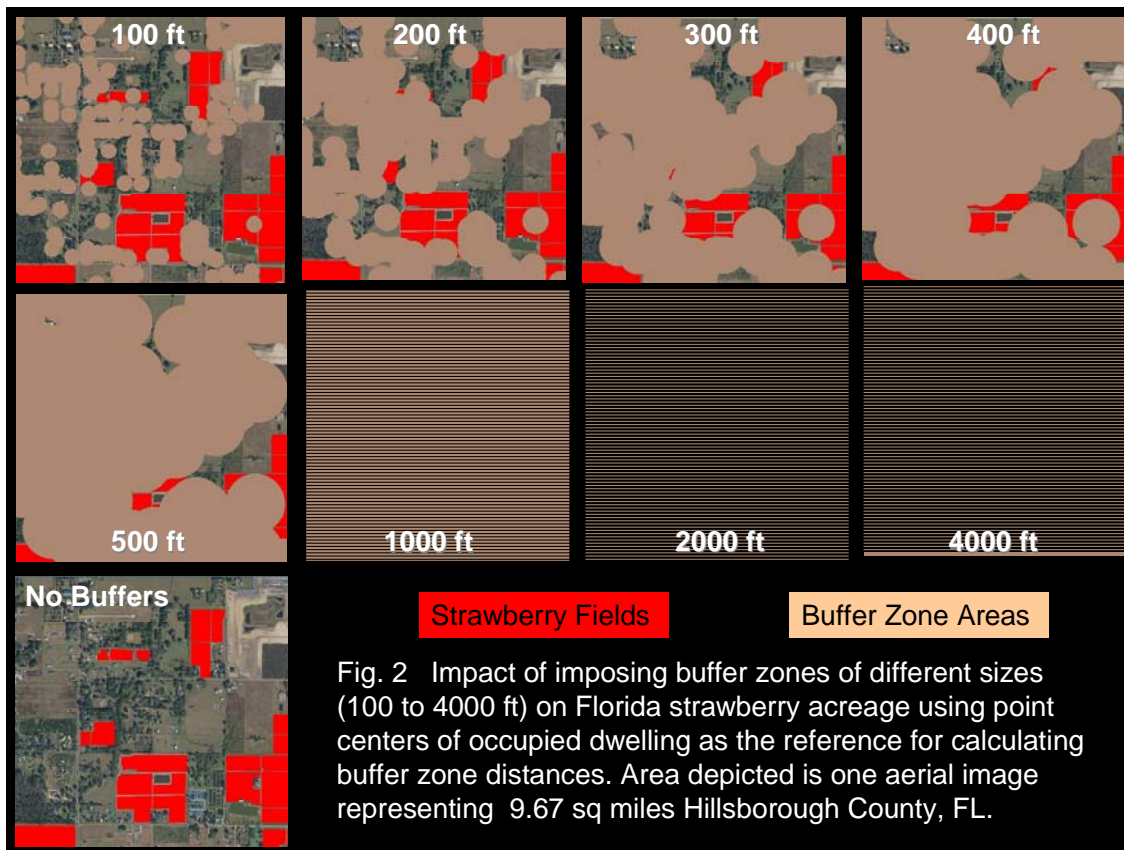 100 ft
200 ft
300 ft
400 ft
500 ft
1000 ft
2000 ft
4000 ft
No Buffers
Strawberry Fields
Buffer Zone Areas
Fig. 2 Impact of imposing buffer zones of different sizes
(100 to 4000 ft) on Florida strawberry acreage using point
centers of occupied dwelling as the reference for calculating
buffer zone distances. Area depicted is one aerial image
representing 9.67 sq miles Hillsborough County, FL.